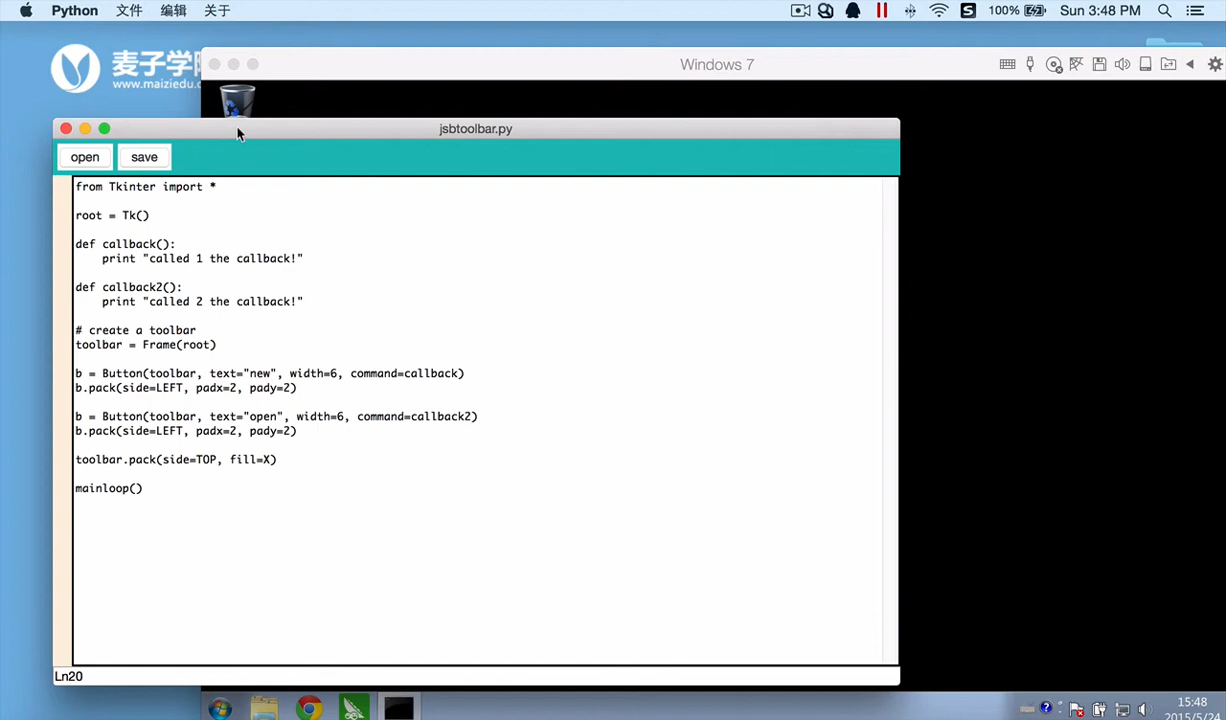 Python 文件 编辑 关于
100% Sun 3:48 PM
麦子学
www.maiziedu.c
Windows 7
jsbtoolbar.py
open save
from Tkinter import *
root = Tk()
def callback():
print "called 1 the callback!"
def callback2():
print "called 2 the callback!"
# create a toolbar
toolbar = Frame(root)
b = Button(toolbar, text="new", width=6, command=callback)
b.pack(side=LEFT, padx=2, pady=2)
b = Button(toolbar, text="open", width=6, command=callback2)
b.pack(side=LEFT, padx=2, pady=2)
toolbar.pack(side=TOP, fill=X)
mainloop()
Ln20
15:48
2015/5/24